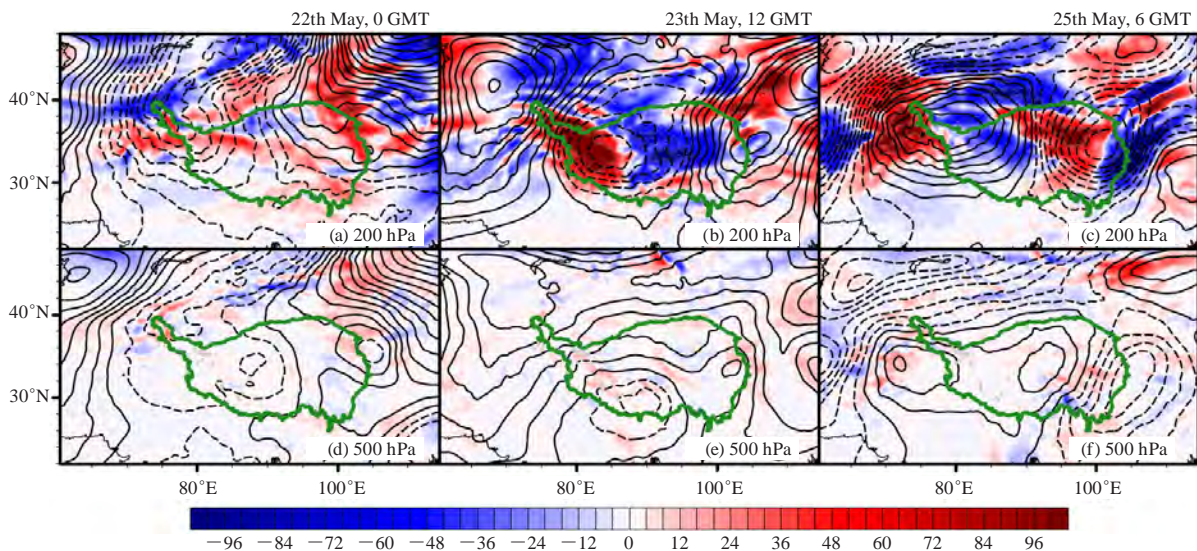 22th May, 0 GMT 23th May, 12 GMT 25th May, 6 GMT
40°N
30°N
(a) 200 hPa (b) 200 hPa (c) 200 hPa
40°N
30°N
(d) 500 hPa (e) 500 hPa (f) 500 hPa
80°E 100°E 80°E 100°E 80°E 100°E
−96 −84 −72 −60 −48 −36 −24 −12 0 12 24 36 48 60 72 84 96